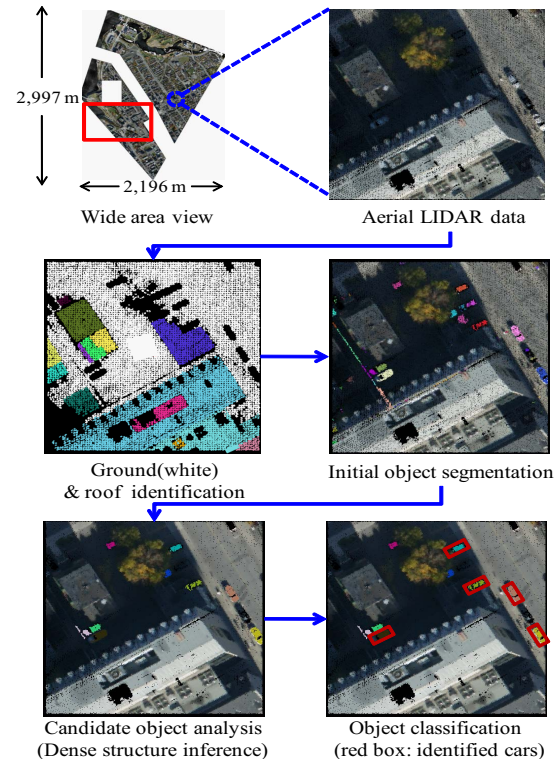 2,997 m
2,196 m
Wide area view
Aerial LIDAR data
Ground(white)
& roof identification
Initial object segmentation
Candidate object analysis
(Dense structure inference)
Object classification
(red box: identified cars)